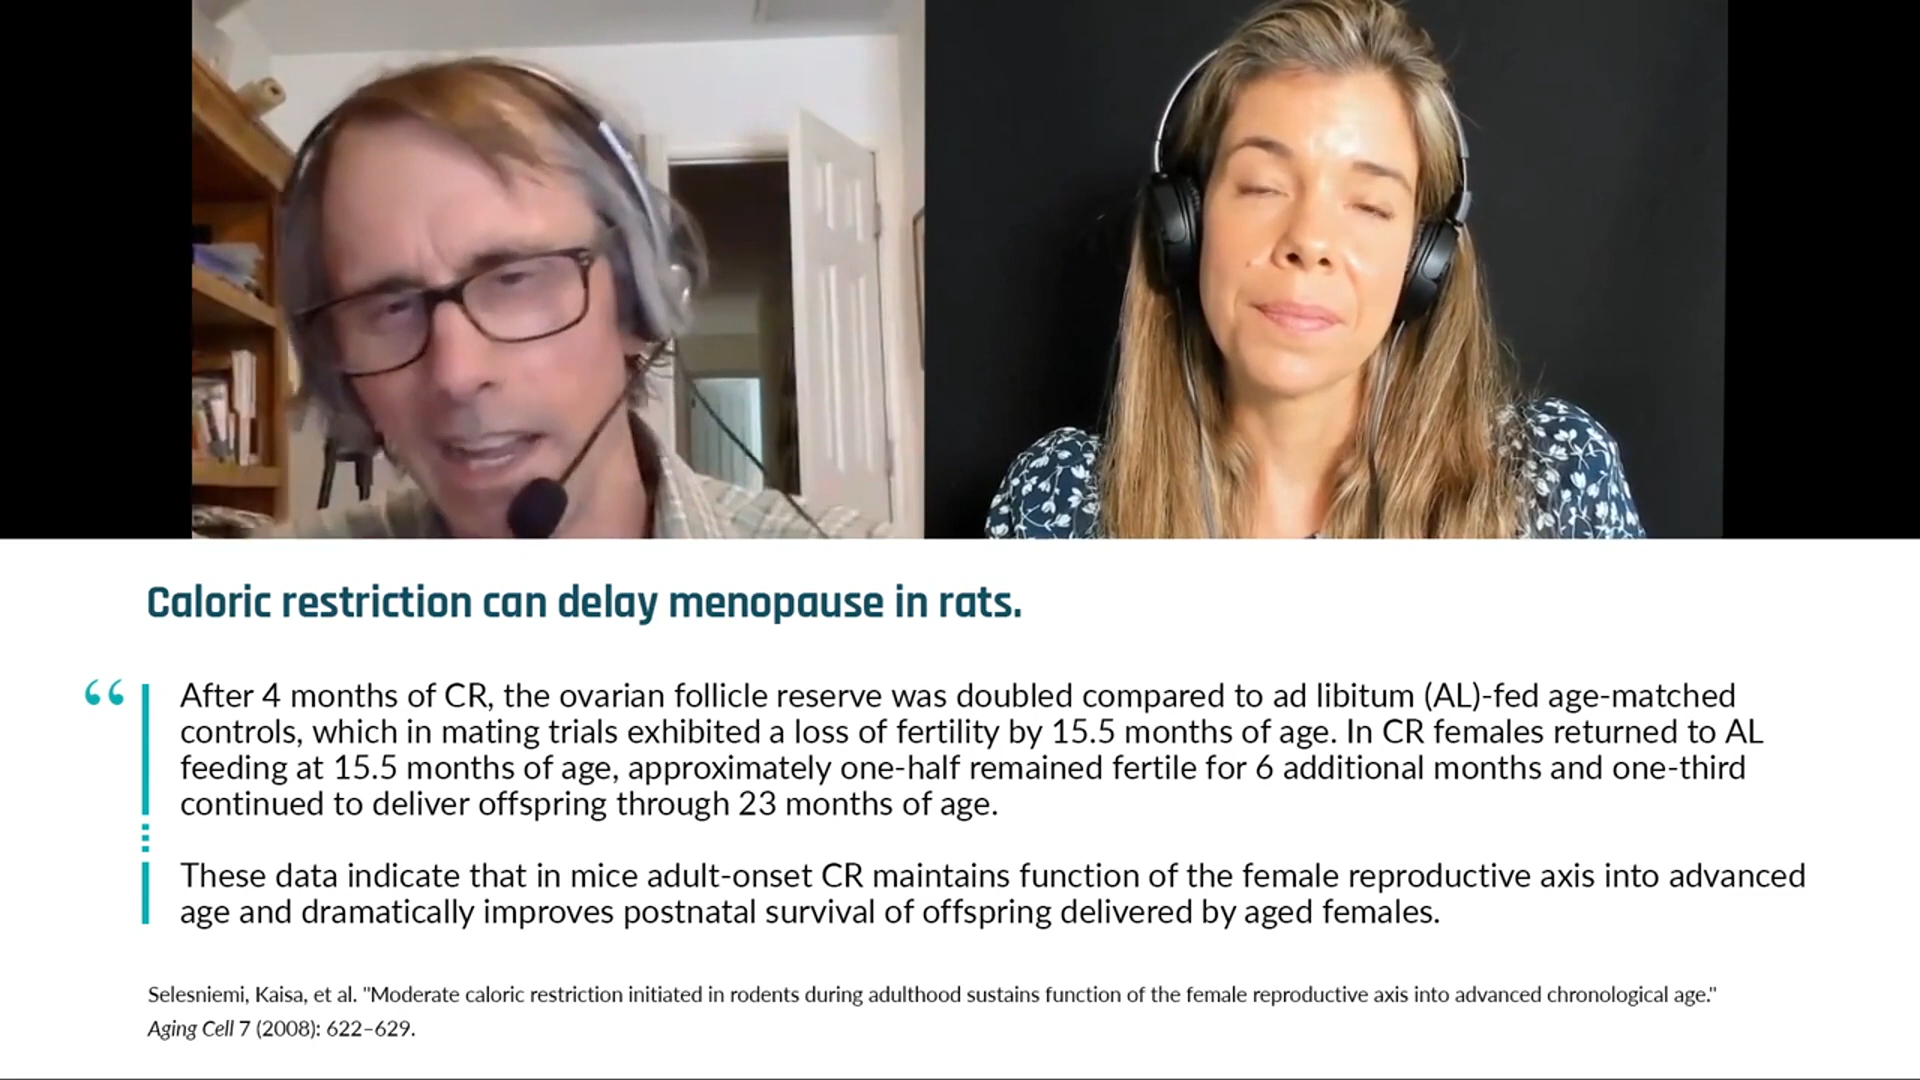 Caloric restriction can delay menopause in rats.
“
After 4 months of CR, the ovarian follicle reserve was doubled compared to ad libitum (AL)-fed age-matched
controls, which in mating trials exhibited a loss of fertility by 15.5 months of age. In CR females returned to AL
feeding at 15.5 months of age, approximately one-half remained fertile for 6 additional months and one-third
continued to deliver offspring through 23 months of age.
These data indicate that in mice adult-onset CR maintains function of the female reproductive axis into advanced
age and dramatically improves postnatal survival of offspring delivered by aged females.
Selesniemi, Kaisa, et al. "Moderate caloric restriction initiated in rodents during adulthood sustains function of the female reproductive axis into advanced chronological age."
Aging Cell 7 (2008): 622–629.